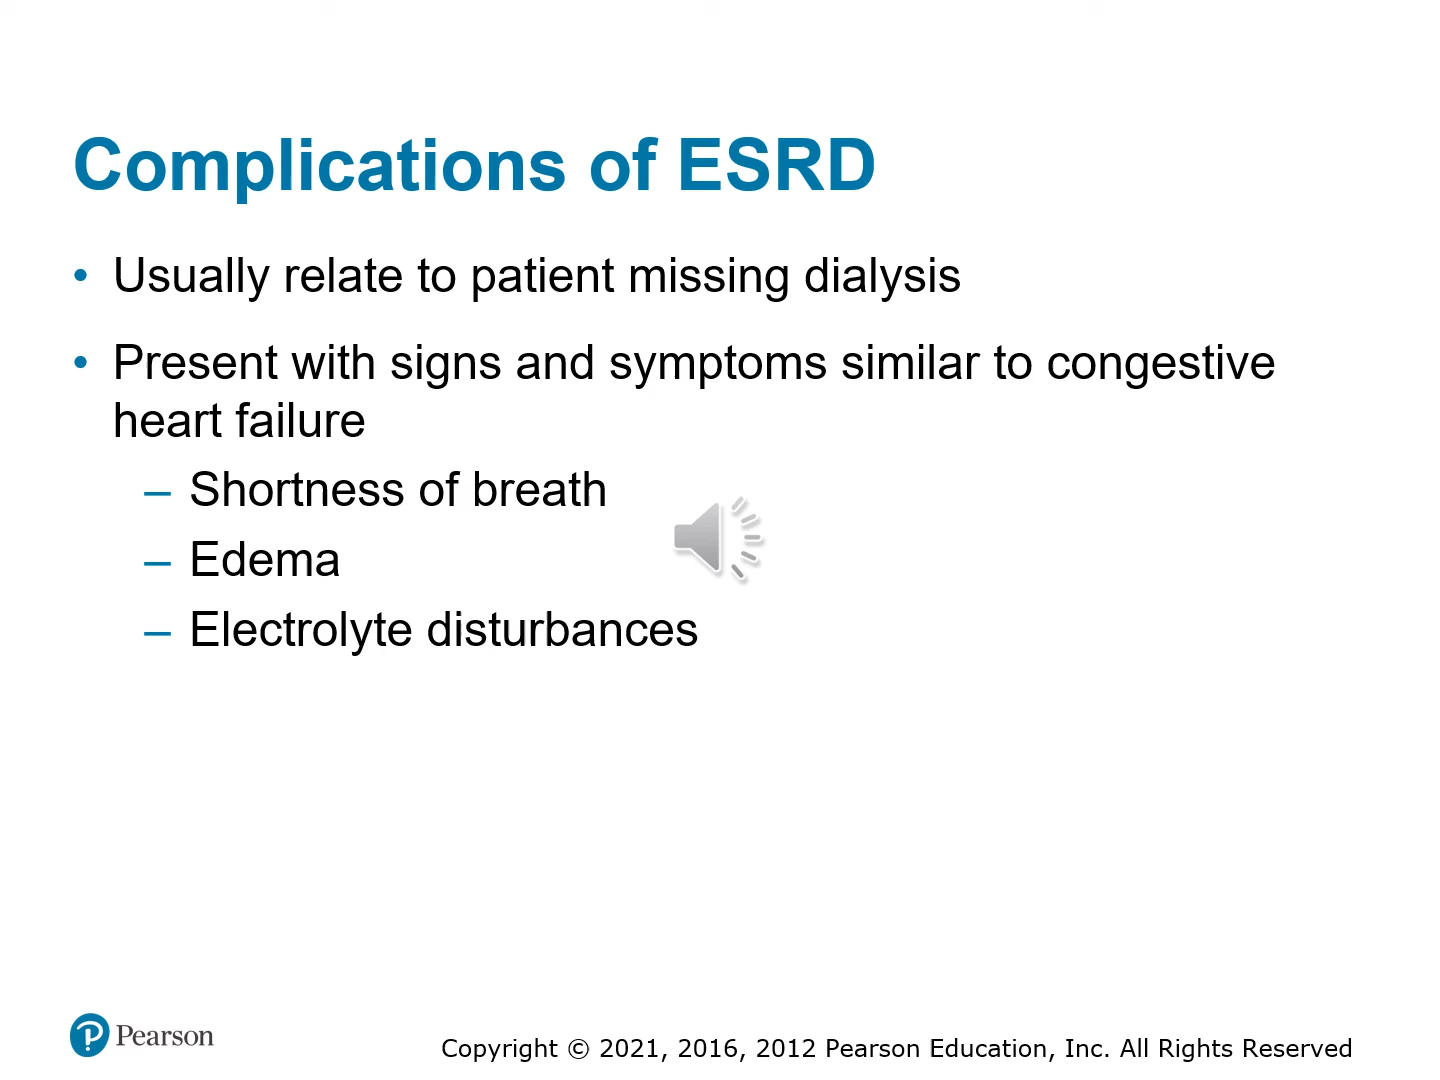 Complications of ESRD
• Usually relate to patient missing dialysis
• Present with signs and symptoms similar to congestive
heart failure
– Shortness of breath
– Edema
– Electrolyte disturbances
Pearson
Copyright © 2021, 2016, 2012 Pearson Education, Inc. All Rights Reserved